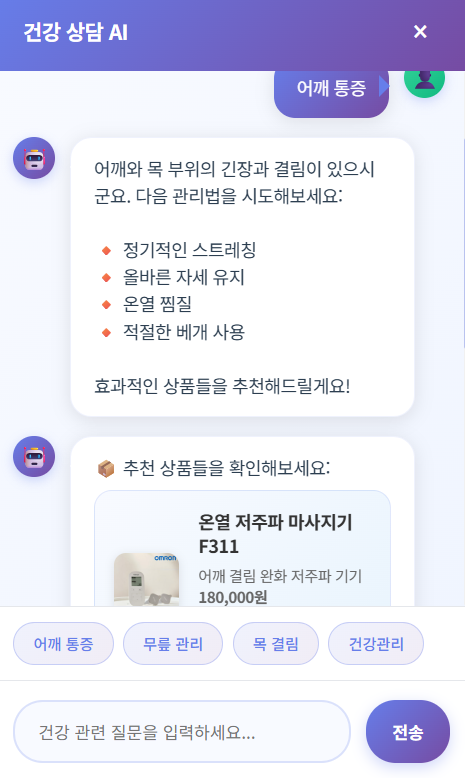 건강 상담 AI
×
어깨 통증
어깨와 목 부위의 긴장과 결림이 있으시
군요. 다음 관리법을 시도해보세요:
정기적인 스트레칭
올바른 자세 유지
온열 찜질
적절한 베개 사용
효과적인 상품들을 추천해드릴게요!
추천 상품들을 확인해보세요:
온열 저주파 마사지기
F311
OMRON
어깨 결림 완화 저주파 기기
180,000원
어깨 통증
무릎 관리
목 결림
건강관리
건강 관련 질문을 입력하세요...
전송